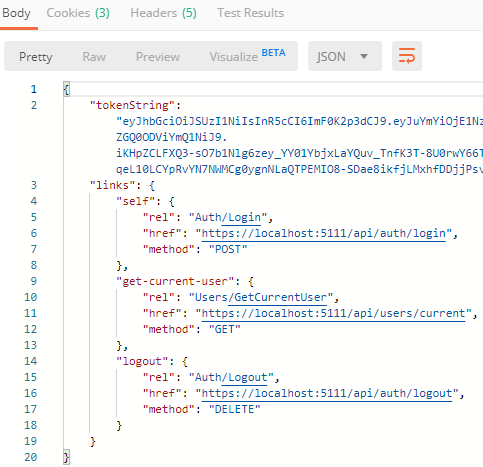 Body Cookies (3) Headers (5) Test Results
Pretty Raw Preview Visualize BETA JSON
1 {
2 "tokenString":
"eyJhbGciOiJSUzI1NiIsInR5cCI6ImF0K2p3dCJ9.eyJuYmYiOjE1Nz
ZGQ0ODViYmQ1NiJ9.
iKHpZCLFXQ3-sO7b1Nlg6zey_YY01YbjxLaYQuv_TnfK3T-8U0rwY66T
qeL10LCYpRvYN7NWMCg0ygnNLaQTPEMIO8-SDae8ikfjLMxhfDDjjPsv
3 "links": {
4 "self": {
5 "rel": "Auth/Login",
6 "href": "https://localhost:5111/api/auth/login",
7 "method": "POST"
8 },
9 "get-current-user": {
10 "rel": "Users/GetCurrentUser",
11 "href": "https://localhost:5111/api/users/current",
12 "method": "GET"
13 },
14 "logout": {
15 "rel": "Auth/Logout",
16 "href": "https://localhost:5111/api/auth/logout",
17 "method": "DELETE"
18 }
19 }
20 }